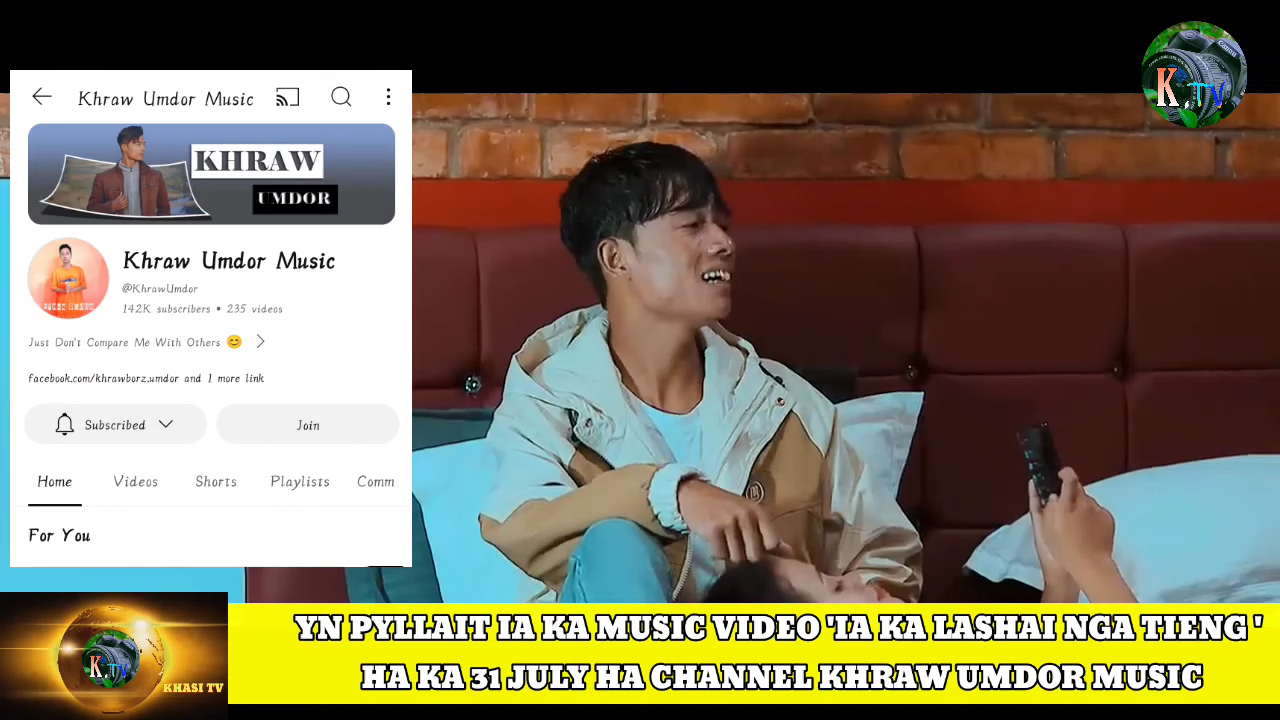 Canon
K.TV
Khraw Umdor Music
KHRAW
UMDOR
Khraw Umdor Music
@KhrawUmdor
142K subscribers • 235 videos
Just Don't Compare Me With Others 😊
facebook.com/khrawborz.umdor and 1 more link
Subscribed
Join
Home Videos Shorts Playlists Comm
For You
K.TV
KHASI TV
YN PYLLAIT IA KA MUSIC VIDEO 'IA KA LASHAI NGA TIENG '
HA KA 31 JULY HA CHANNEL KHRAW UMDOR MUSIC